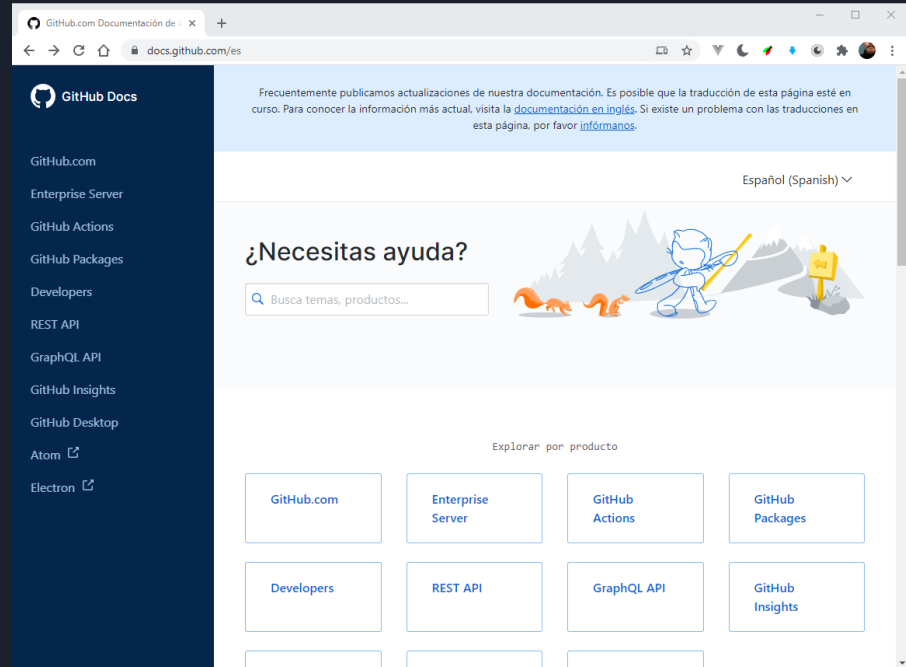 GitHub.com Documentación de
docs.github.com/es
GitHub Docs
GitHub.com
Enterprise Server
GitHub Actions
GitHub Packages
Developers
REST API
GraphQL API
GitHub Insights
GitHub Desktop
Atom
Electron
Frecuentemente publicamos actualizaciones de nuestra documentación. Es posible que la traducción de esta página esté en
curso. Para conocer la información más actual, visita la documentación en inglés. Si existe un problema con las traducciones en
esta página, por favor infórmanos.
Español (Spanish)
¿Necesitas ayuda?
Busca temas, productos...
Explorar por producto
GitHub.com
Enterprise
Server
GitHub
Actions
GitHub
Packages
Developers
REST API
GraphQL API
GitHub
Insights